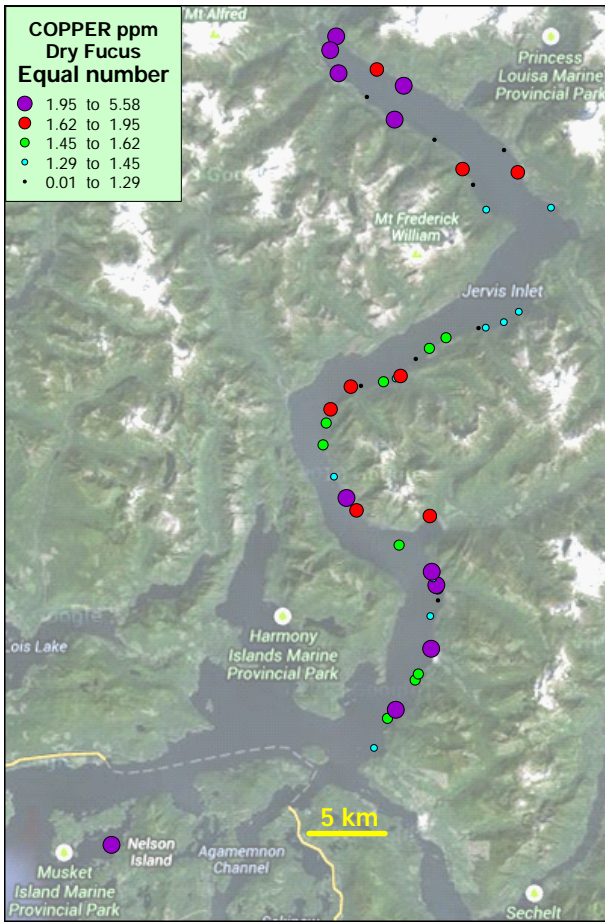 COPPER ppm
Dry Fucus
Equal number
1.95 to 5.58
1.62 to 1.95
1.45 to 1.62
1.29 to 1.45
0.01 to 1.29
Mt Alfred
Princess
Louisa Marine
Provincial Park
Mt Frederick
William
Jervis Inlet
Harmony
Islands Marine
Provincial Park
Lois Lake
5 km
Nelson
Island
Agamemnon
Channel
Musket
Island Marine
Provincial Park
Sechelt